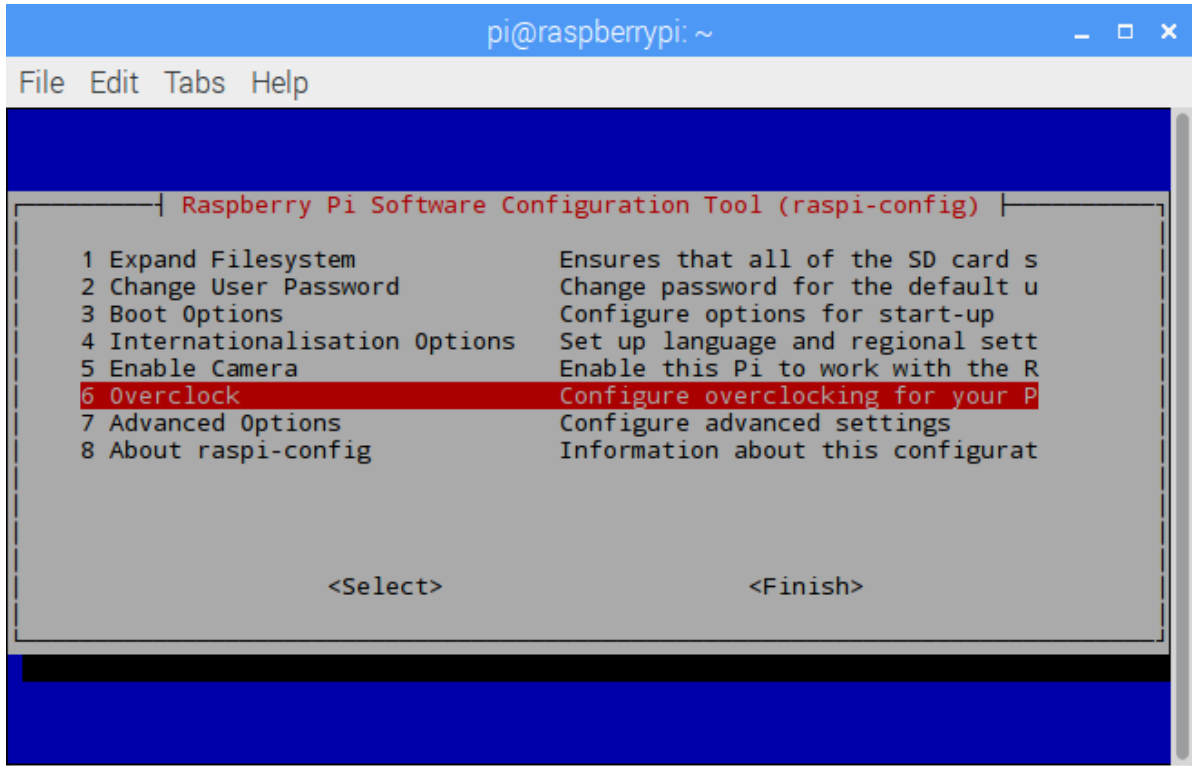 pi@raspberrypi: ~
File Edit Tabs Help
Raspberry Pi Software Configuration Tool (raspi-config)
1 Expand Filesystem Ensures that all of the SD card s
2 Change User Password Change password for the default u
3 Boot Options Configure options for start-up
4 Internationalisation Options Set up language and regional sett
5 Enable Camera Enable this Pi to work with the R
6 Overclock Configure overclocking for your P
7 Advanced Options Configure advanced settings
8 About raspi-config Information about this configurat
<Select> <Finish>